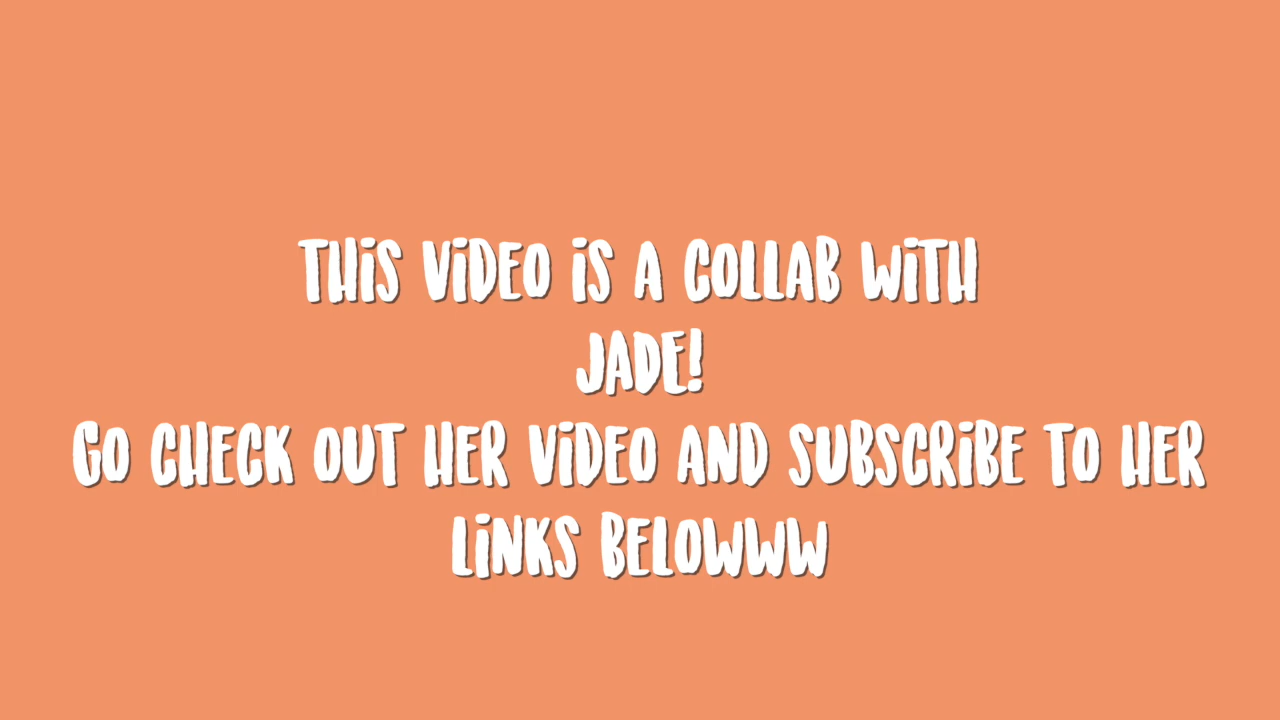 THiS ViDEO iS A COLLAB WiTH
JADE!
GO CHECK OUT HER ViDEO AND SUBSCRiBE TO HER
LiNKS BELOWWW